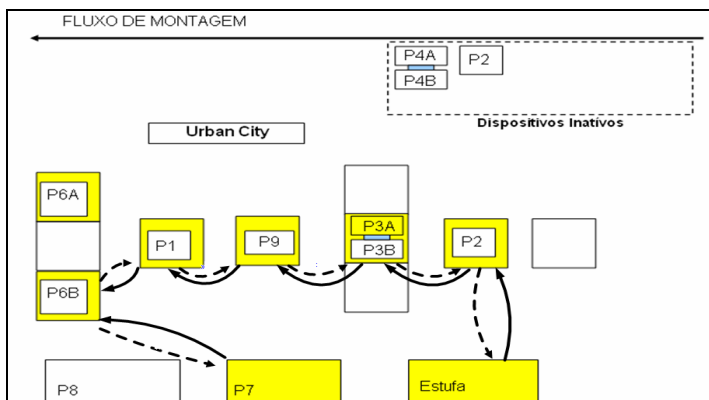 FLUXO DE MONTAGEM
P4A
P2
P4B
Dispositivos Inativos
Urban City
P6A
P1
P9
P3A
P3B
P2
P6B
P8
P7
Estufa